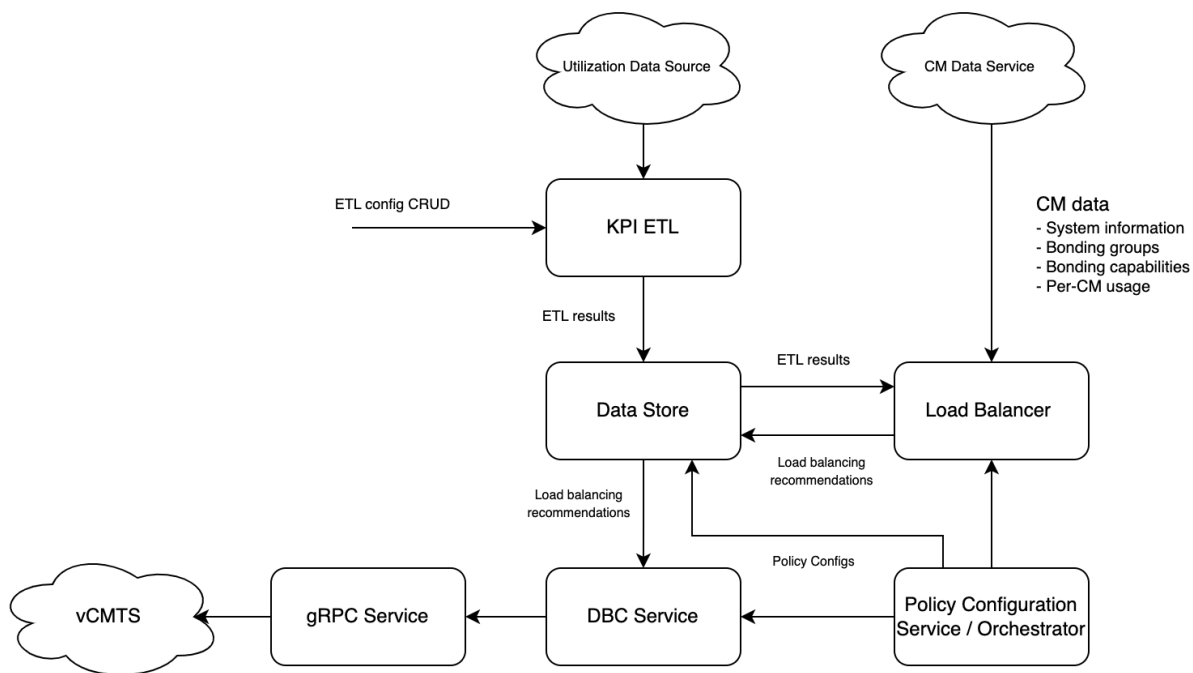 Utilization Data Source
CM Data Service
ETL config CRUD
KPI ETL
CM data
- System information
- Bonding groups
- Bonding capabilities
- Per-CM usage
ETL results
ETL results
Data Store
Load Balancer
Load balancing
recommendations
Load balancing
recommendations
Policy Configs
vCMTS
gRPC Service
DBC Service
Policy Configuration
Service / Orchestrator